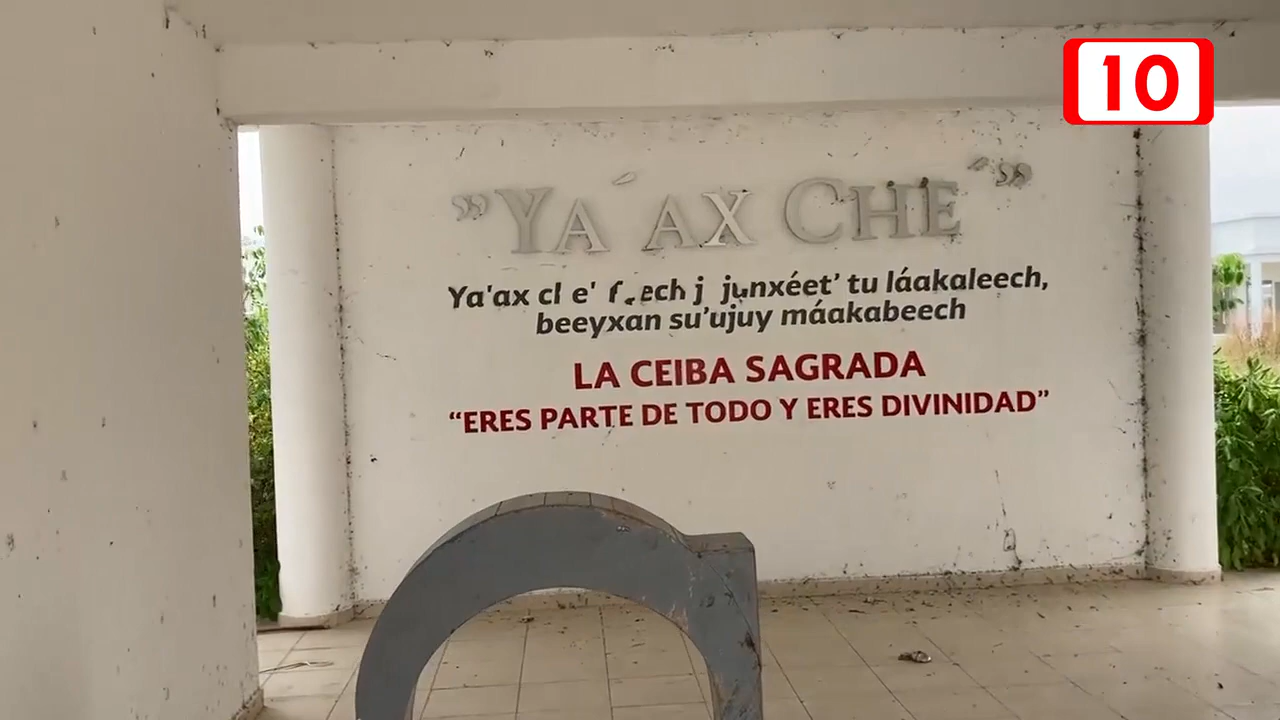 10
"YA´AX CHE´"
Ya'ax junxéet' tu láakaleech,
beeyxan su'ujuy máakabeech
LA CEIBA SAGRADA
“ERES PARTE DE TODO Y ERES DIVINIDAD”